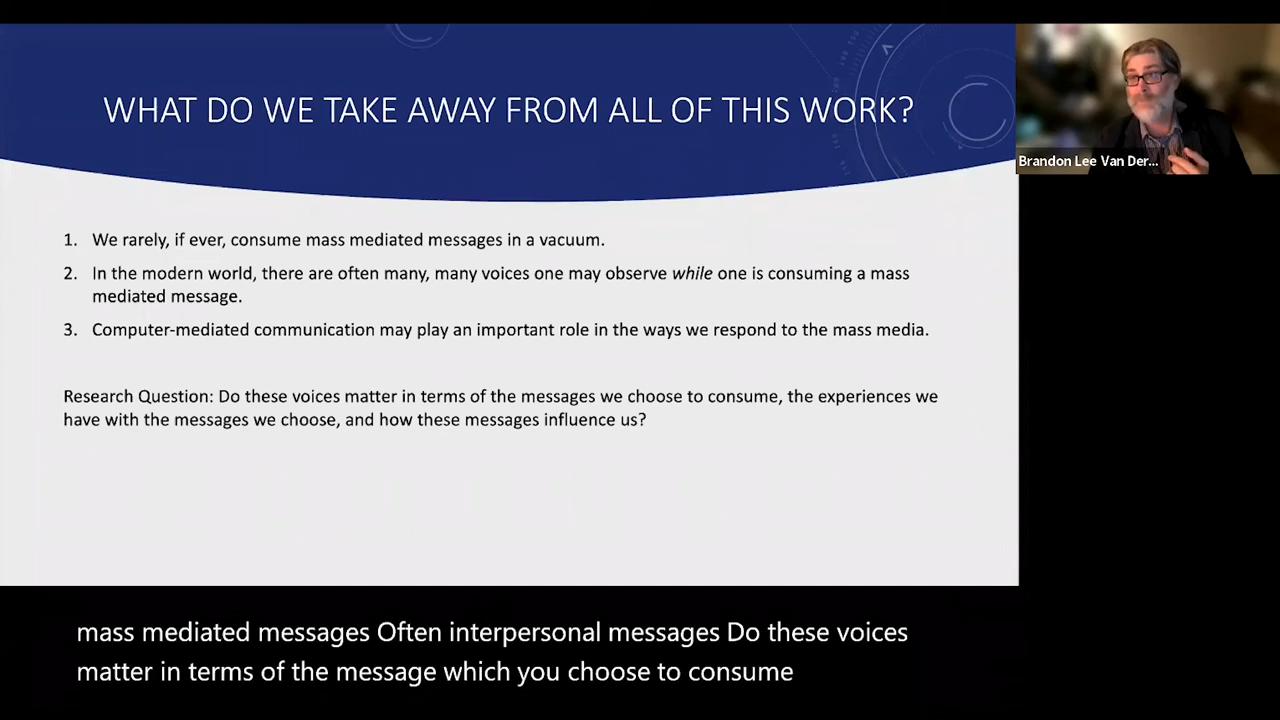 WHAT DO WE TAKE AWAY FROM ALL OF THIS WORK?
Brandon Lee Van Der...
1. We rarely, if ever, consume mass mediated messages in a vacuum.
2. In the modern world, there are often many, many voices one may observe while one is consuming a mass
mediated message.
3. Computer-mediated communication may play an important role in the ways we respond to the mass media.
Research Question: Do these voices matter in terms of the messages we choose to consume, the experiences we
have with the messages we choose, and how these messages influence us?
mass mediated messages Often interpersonal messages Do these voices
matter in terms of the message which you choose to consume